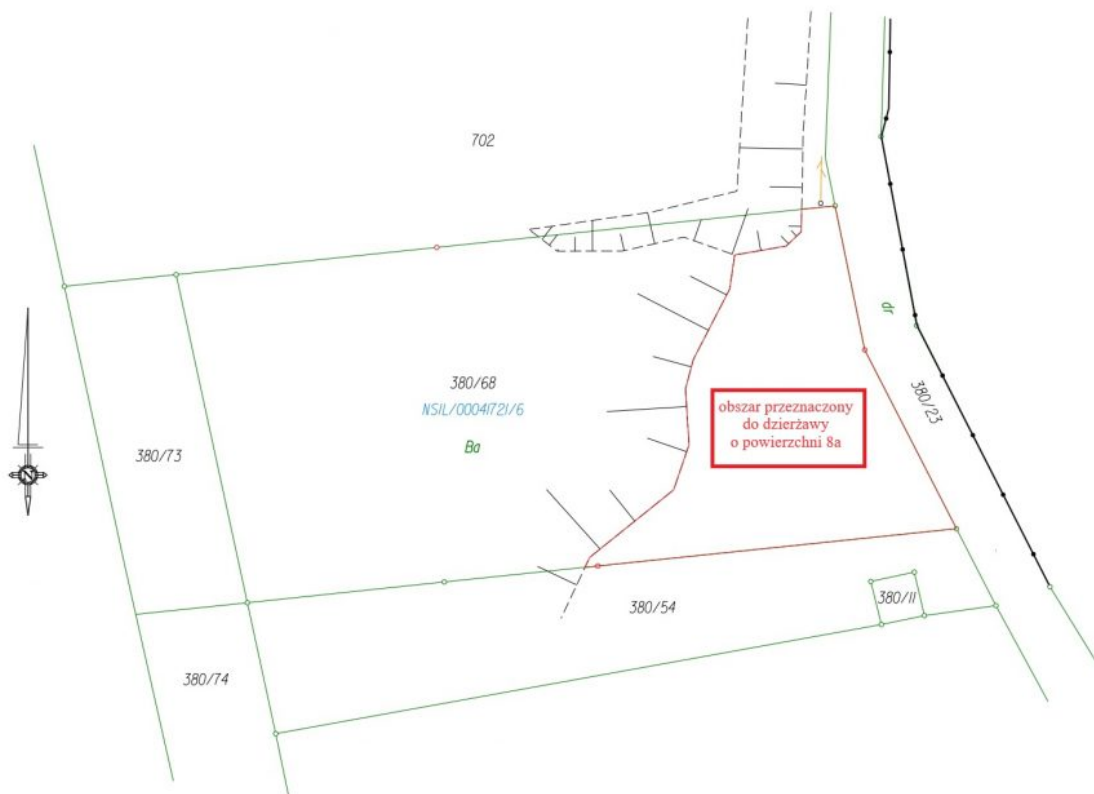 702
380/68
NS1L/00041721/6
Ba
380/73
obszar przeznaczony
do dzierżawy
o powierzchni 8a
dr
380/23
380/54
380/11
380/74
N